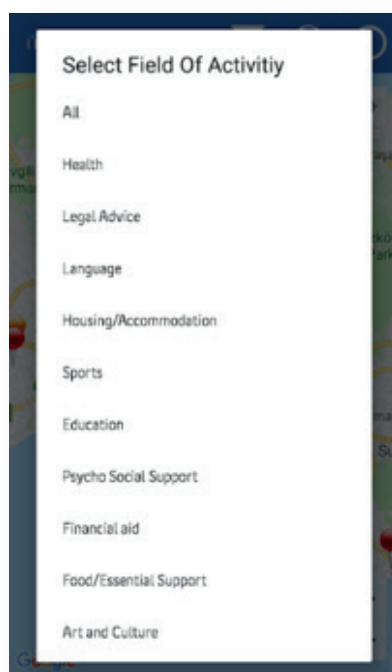 Select Field Of Activitiy
All
Health
Legal Advice
Language
Housing/Accommodation
Sports
Education
Psycho Social Support
Financial aid
Food/Essential Support
Art and Culture
Google